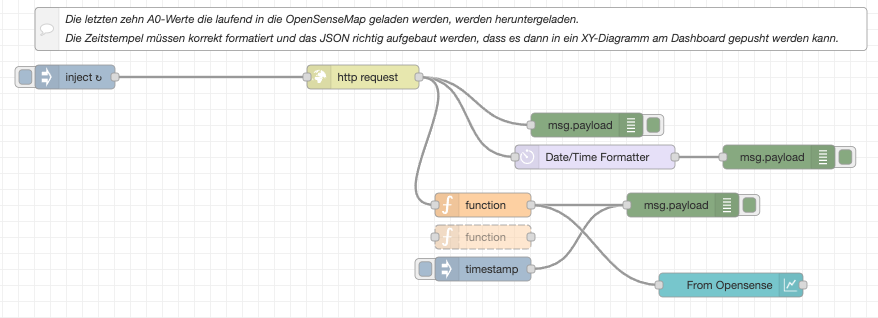 Die letzten zehn A0-Werte die laufend in die OpenSenseMap geladen werden, werden heruntergeladen.
Die Zeitstempel müssen korrekt formatiert und das JSON richtig aufgebaut werden, dass es dann in ein XY-Diagramm am Dashboard gepusht werden kann.
inject ↻
http request
msg.payload
Date/Time Formatter
msg.payload
function
msg.payload
function
timestamp
From Opensense